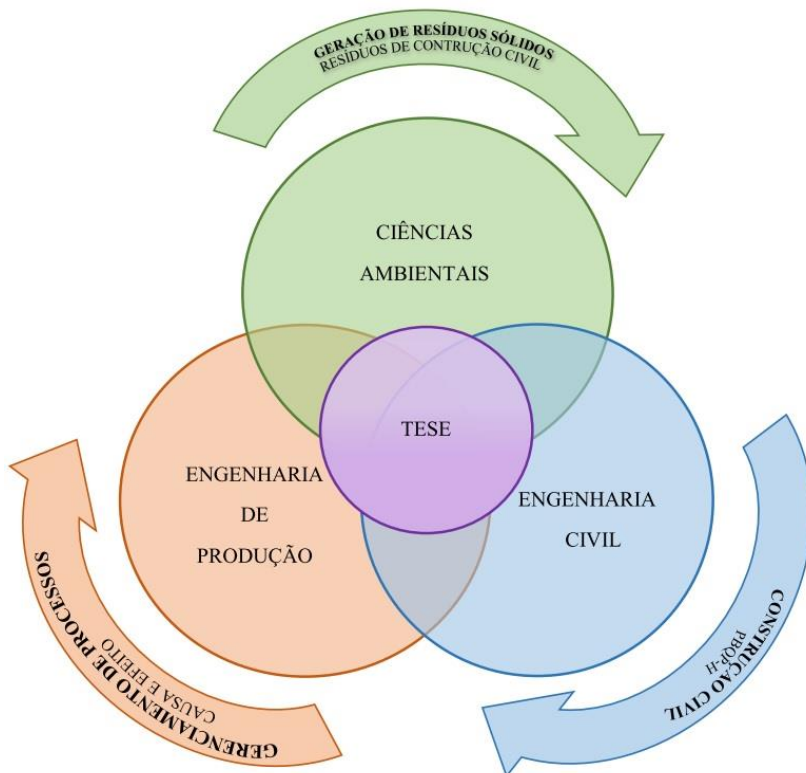 GERAÇÃO DE RESÍDUOS SÓLIDOS
RESÍDUOS DE CONTRUÇÃO CIVIL
CIÊNCIAS
AMBIENTAIS
TESE
ENGENHARIA
DE
PRODUÇÃO
ENGENHARIA
CIVIL
GERENCIAMENTO DE PROCESSOS
CAUSA E EFEITO
CONSTRUÇAO CIVIL
PBQP-H